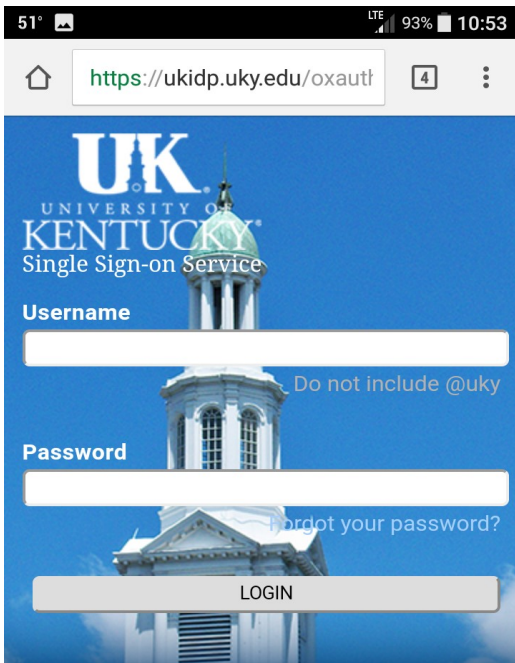 51°
LTE
93%
10:53
https://ukidp.uky.edu/oxauth
4
UK.
UNIVERSITY OF
KENTUCKY®
Single Sign-on Service
Username
Do not include @uky
Password
Forgot your password?
LOGIN